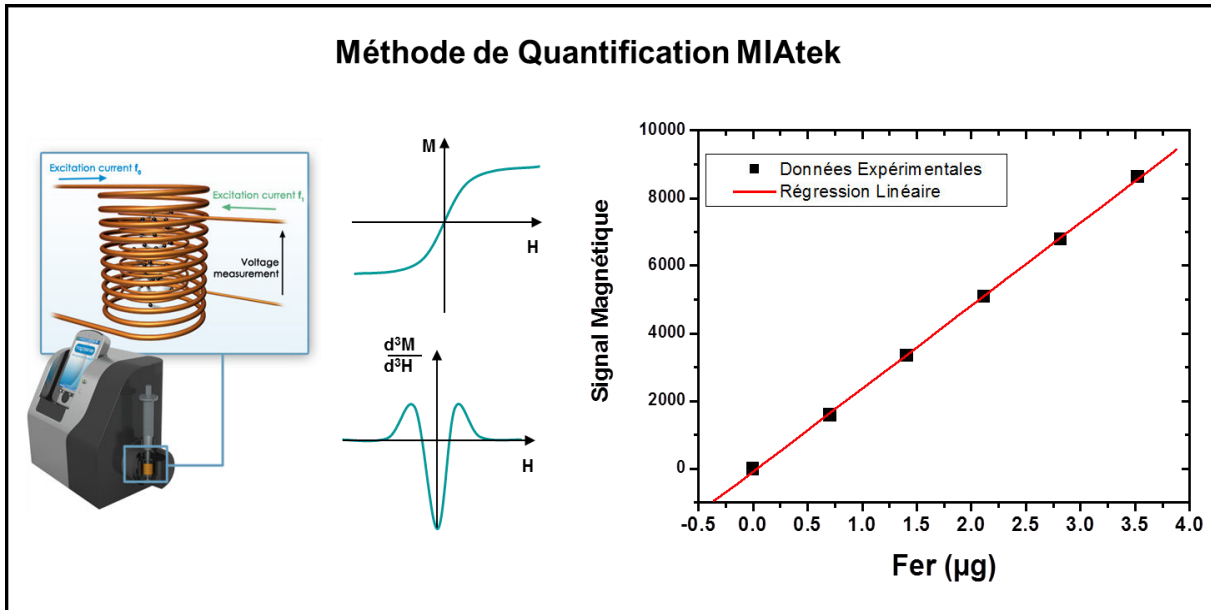 Méthode de Quantification MIAtek
Excitation current f₀
Excitation current f₁
Voltage
measurement
M
H
d³M
d³H
H
Signal Magnétique
10000
8000
6000
4000
2000
0
Données Expérimentales
Régression Linéaire
-0.5 0.0 0.5 1.0 1.5 2.0 2.5 3.0 3.5 4.0
Fer (µg)